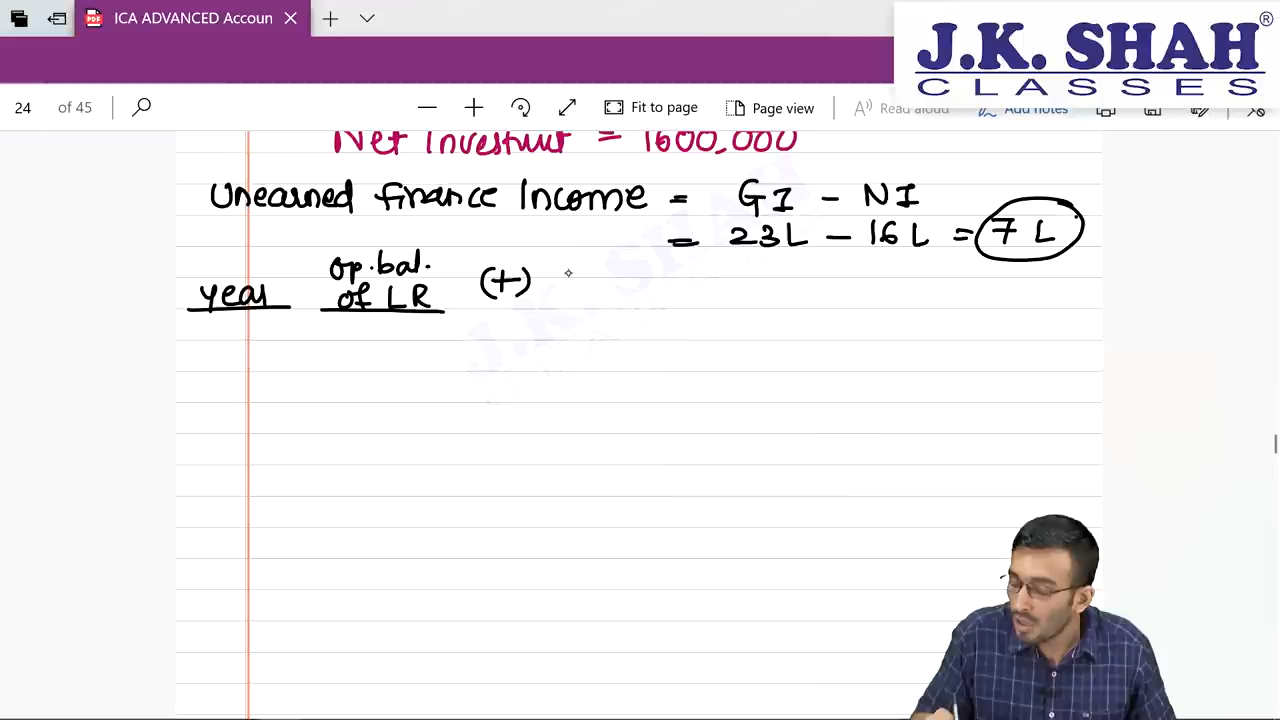 ICA ADVANCED Accoun
J.K. SHAH®
CLASSES
24 of 45
Fit to page
Page view
Read aloud
Add notes
Net Investment = 1600,000
Unearned finance Income = GI - NI
= 23L - 16L = 7 L
year op.bal. of LR (+)
J.K. SHAH